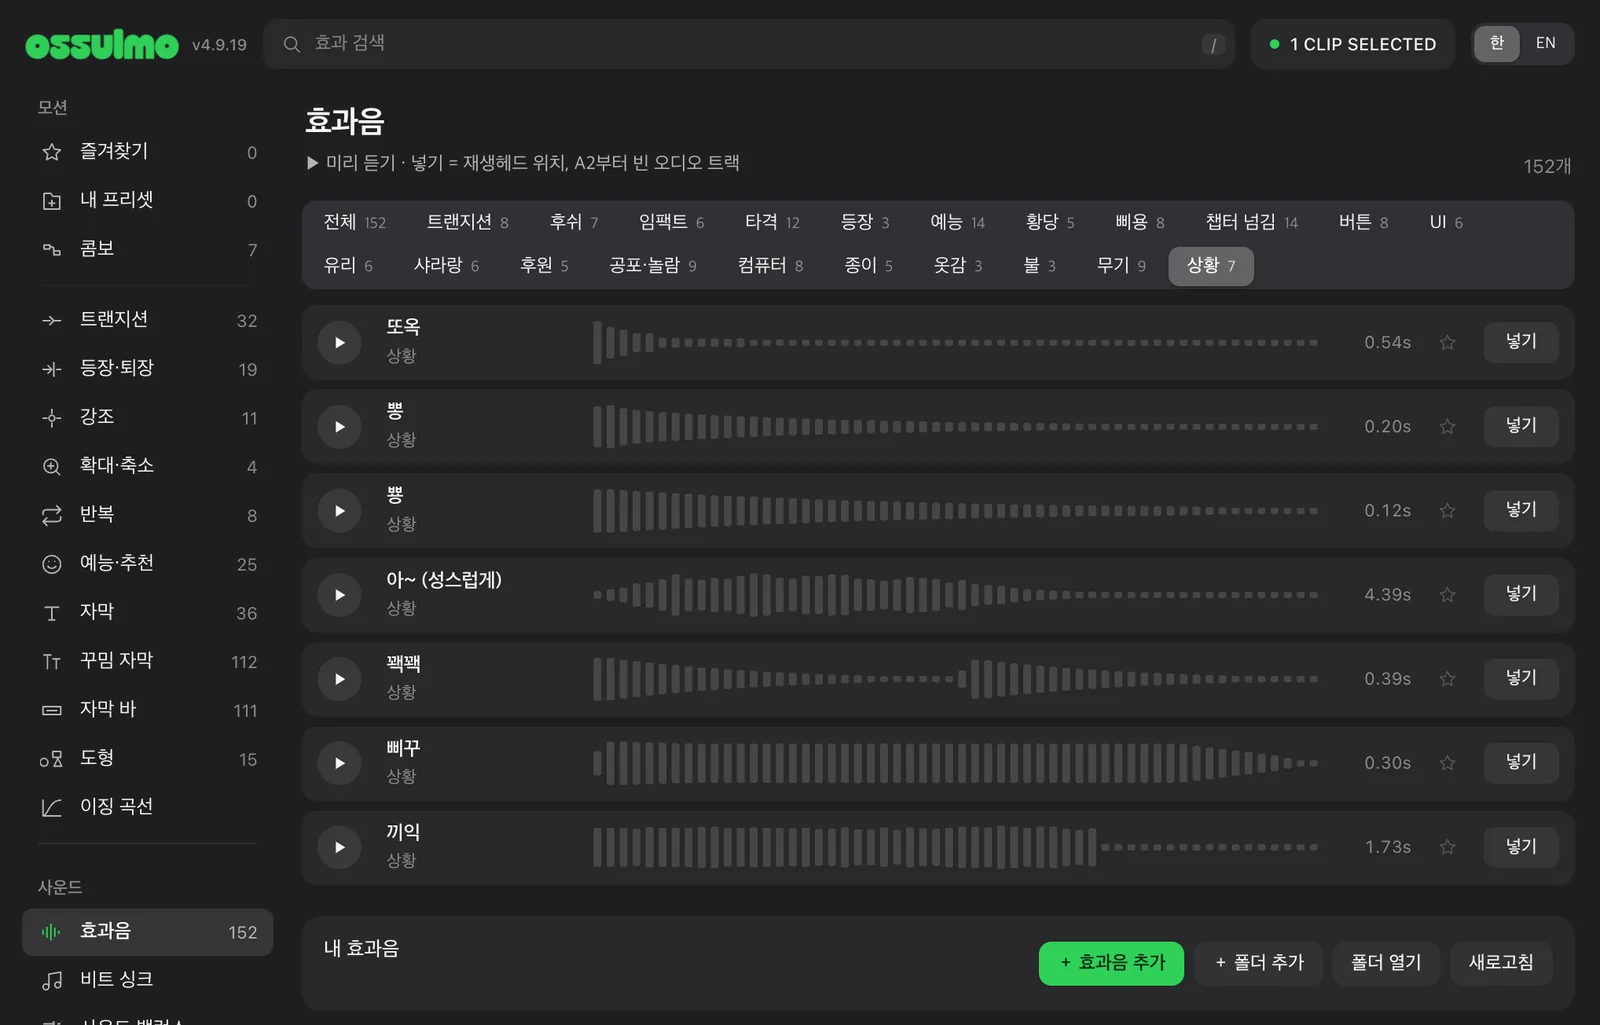 ossulmo v4.9.19
효과 검색 /
1 CLIP SELECTED
한 EN
모션
즐겨찾기 0
내 프리셋 0
콤보 7
트랜지션 32
등장·퇴장 19
강조 11
확대·축소 4
반복 8
예능·추천 25
자막 36
꾸밈 자막 112
자막 바 111
도형 15
이징 곡선
사운드
효과음 152
비트 싱크
효과음
▶ 미리 듣기 · 넣기 = 재생헤드 위치, A2부터 빈 오디오 트랙
152개
전체 152 트랜지션 8 후쉬 7 임팩트 6 타격 12 등장 3 예능 14 황당 5 삐용 8 챕터 넘김 14 버튼 8 UI 6
유리 6 샤라랑 6 후원 5 공포·놀람 9 컴퓨터 8 종이 5 옷감 3 불 3 무기 9 상황 7
또옥
상황
0.54s 넣기
뽕
상황
0.20s 넣기
뿅
상황
0.12s 넣기
아~ (성스럽게)
상황
4.39s 넣기
꽥꽥
상황
0.39s 넣기
삐꾸
상황
0.30s 넣기
끼익
상황
1.73s 넣기
내 효과음
+ 효과음 추가 + 폴더 추가 폴더 열기 새로고침